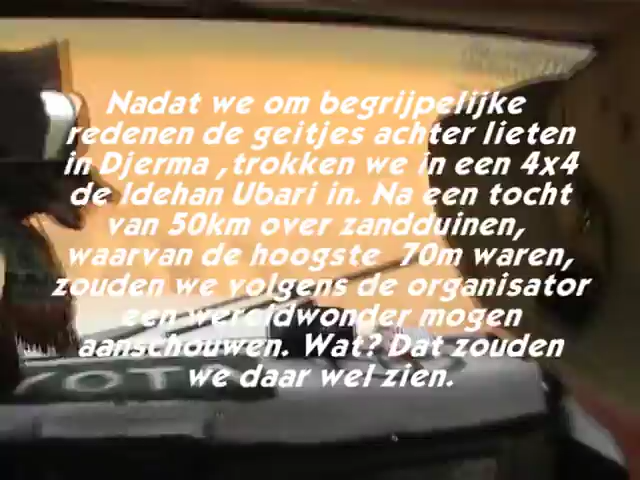 Nadat we om begrijpelijke
redenen de geitjes achter lieten
in Djerma ,trokken we in een 4x4
de Idehan Ubari in. Na een tocht
van 50km over zandduinen,
waarvan de hoogste 70m waren,
zouden we volgens de organisator
een wereldwonder mogen
aanschouwen. Wat? Dat zouden
we daar wel zien.
YOT